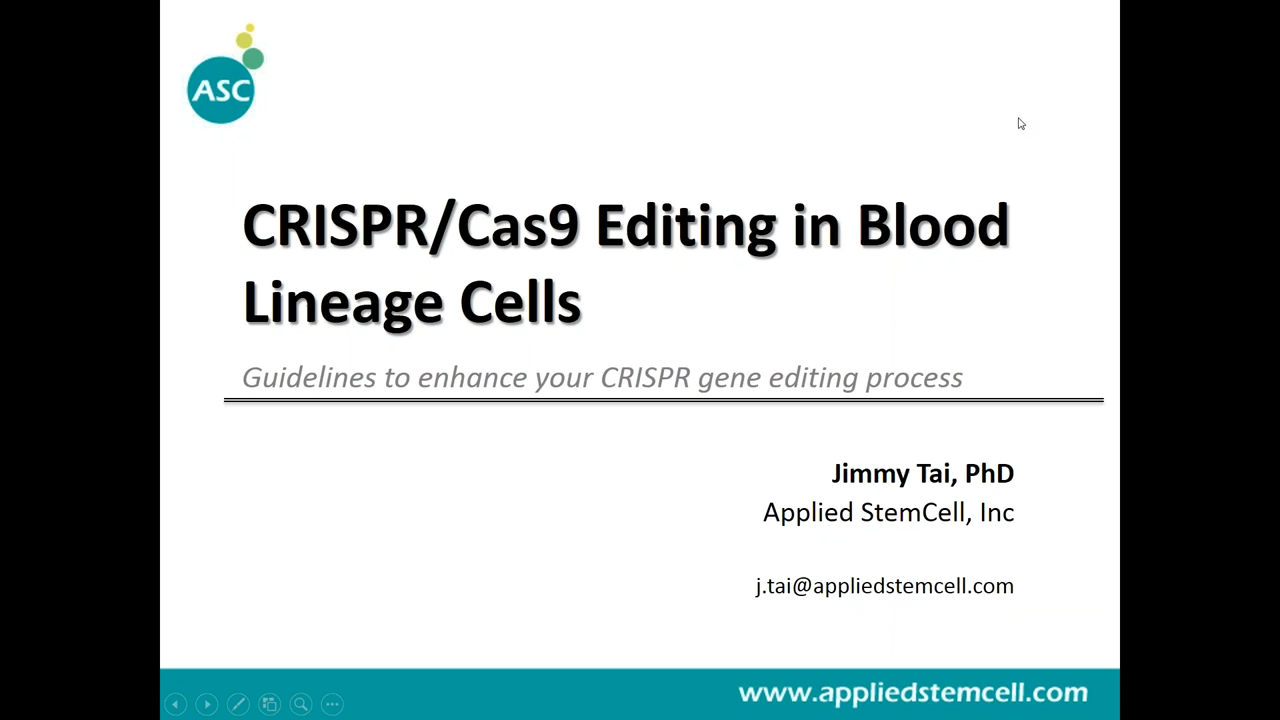 ASC
CRISPR/Cas9 Editing in Blood
Lineage Cells
Guidelines to enhance your CRISPR gene editing process
Jimmy Tai, PhD
Applied StemCell, Inc
j.tai@appliedstemcell.com
www.appliedstemcell.com